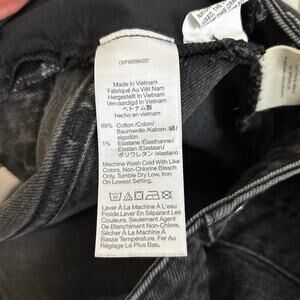 Made In Vietnam
Fabriqué Au Viêt Nam
Hergestellt In Vietnam
Vervaardigd In Vietnam
ベトナム製
hecho en vietnam
99% Cotton/Coton/
Baumwolle/Katoen/綿/
algodón
1% Elastane/Elasthanne/
Elastan/Elastaan/
ポリウレタン/elastano
Machine Wash Cold With Like
Colors. Non-Chlorine Bleach
Only, Tumble Dry Low, Iron
On Lowest Setting.
Laver À La Machine À L'eau
Froide.Laver En Séparant Les
Couleurs. Seulement Agent
De Blanchiment Non-Chlore.
Sécher À La Machine À
Basse Température. Fer Au
Réglage Le Plus Bas.